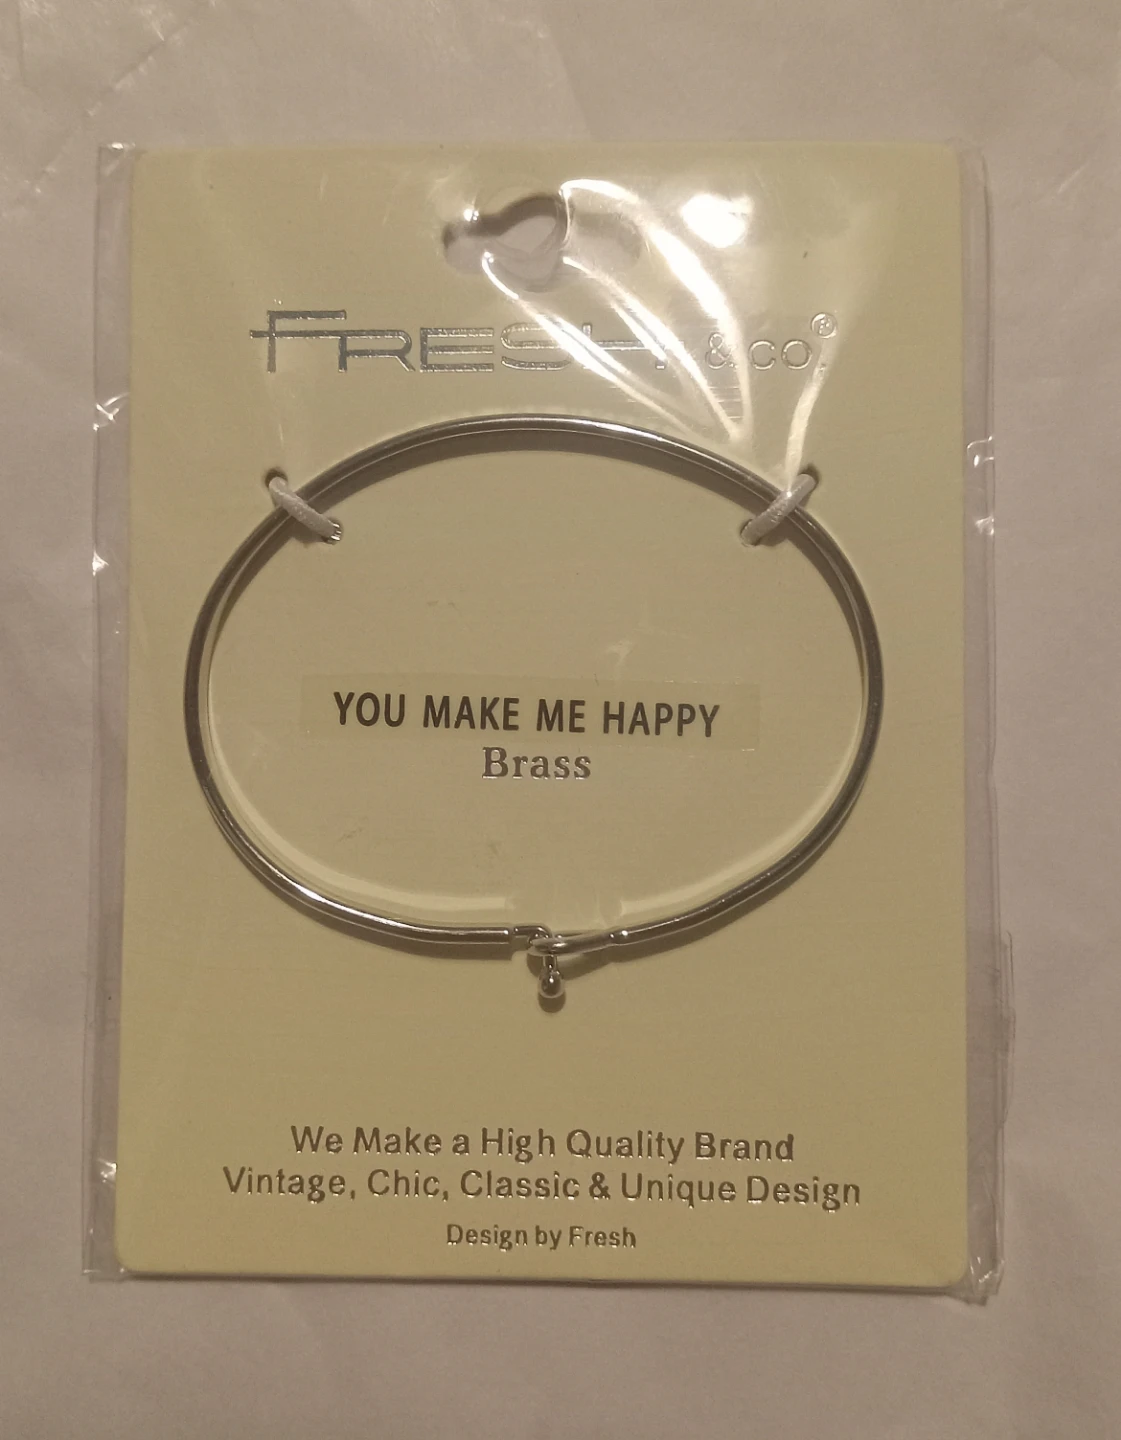 FRESH & co®
YOU MAKE ME HAPPY
Brass
We Make a High Quality Brand
Vintage, Chic, Classic & Unique Design
Design by Fresh